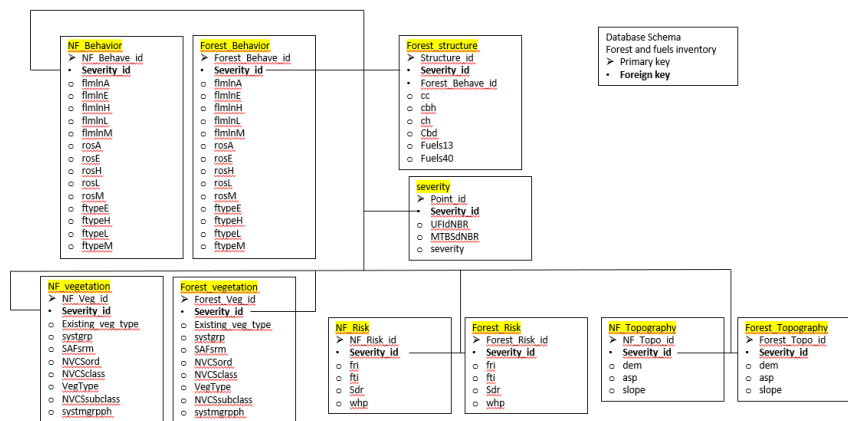 NF_Behavior
NF_Behave_id
Severity_id
flmlnA
flmlnE
flmlnH
flmlnL
flmlnM
rosA
rosE
rosH
rosL
rosM
ftypeE
ftypeH
ftypeL
ftypeM
Forest_Behavior
Forest_Behave_id
Severity_id
flmlnA
flmlnE
flmlnH
flmlnL
flmlnM
rosA
rosE
rosH
rosL
rosM
ftypeE
ftypeH
ftypeL
ftypeM
Forest_structure
Structure_id
Severity_id
Forest_Behave_id
cc
cbh
ch
Cbd
Fuels13
Fuels40
Database Schema
Forest and fuels inventory
Primary key
Foreign key
severity
Point_id
Severity_id
UFIdNBR
MTBSdNBR
severity
NF_vegetation
NF_Veg_id
Severity_id
Existing_veg_type
systgrp
SAFsrm
NVCSord
NVCSclass
VegType
NVCSsubclass
systmgrpph
Forest_vegetation
Forest_Veg_id
Severity_id
Existing_veg_type
systgrp
SAFsrm
NVCSord
NVCSclass
VegType
NVCSsubclass
systmgrpph
NF_Risk
NF_Risk_id
Severity_id
fri
fti
Sdr
whp
Forest_Risk
Forest_Risk_id
Severity_id
fri
fti
Sdr
whp
NF_Topography
NF_Topo_id
Severity_id
dem
asp
slope
Forest_Topography
Forest_Topo_id
Severity_id
dem
asp
slope